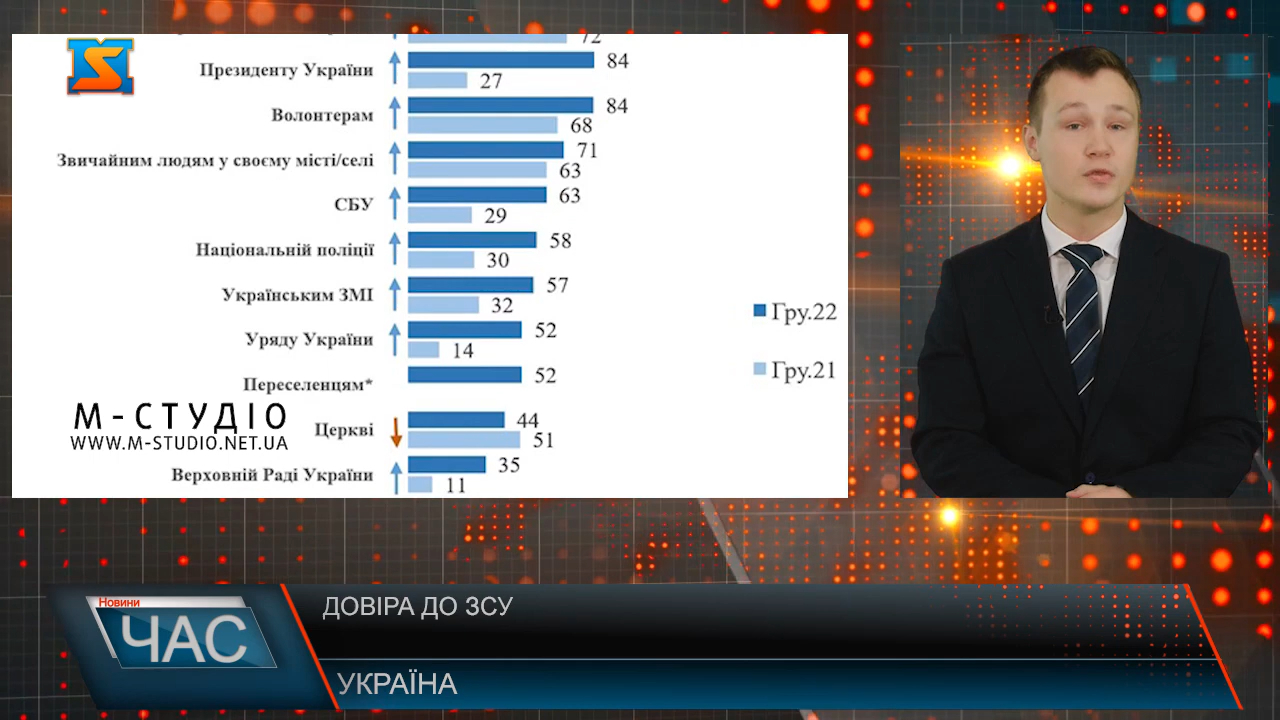 72
Президенту України 84
27
Волонтерам 84
68
Звичайним людям у своєму місті/селі 71
63
СБУ 63
29
Національній поліції 58
30
Українським ЗМІ 57
32
Гру.22
Уряду України 52
14
Гру.21
Переселенцям* 52
М-СТУДІО
WWW.M-STUDIO.NET.UA
Церкві 44
51
Верховній Раді України 35
11
Новини
ЧАС
ДОВІРА ДО ЗСУ
УКРАЇНА